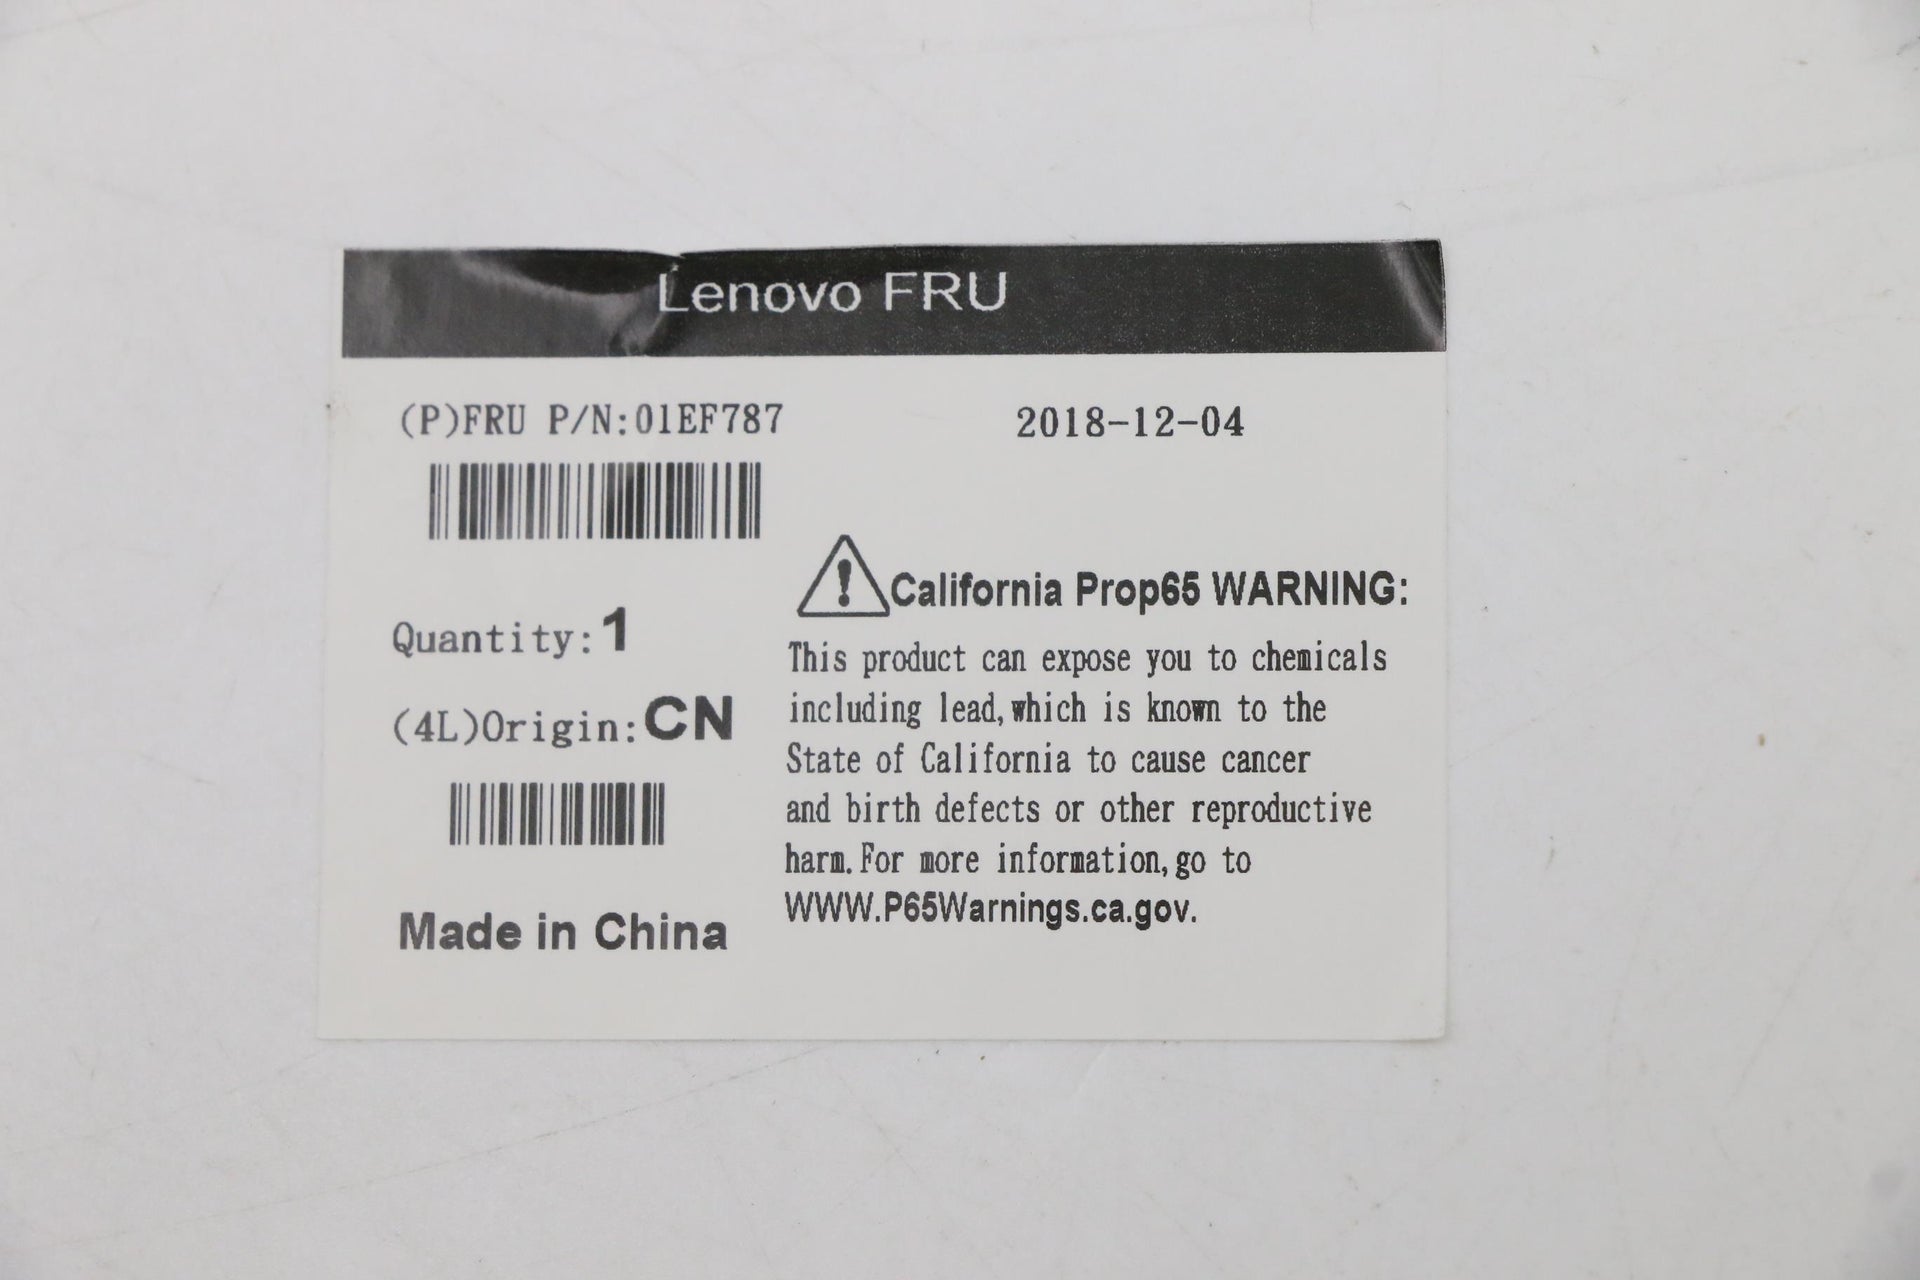 Lenovo FRU
(P)FRU P/N:01EF787
2018-12-04
Quantity:1
(4L)Origin:CN
Made in China
California Prop65 WARNING:
This product can expose you to chemicals
including lead,which is known to the
State of California to cause cancer
and birth defects or other reproductive
harm.For more information,go to
WWW.P65Warnings.ca.gov.